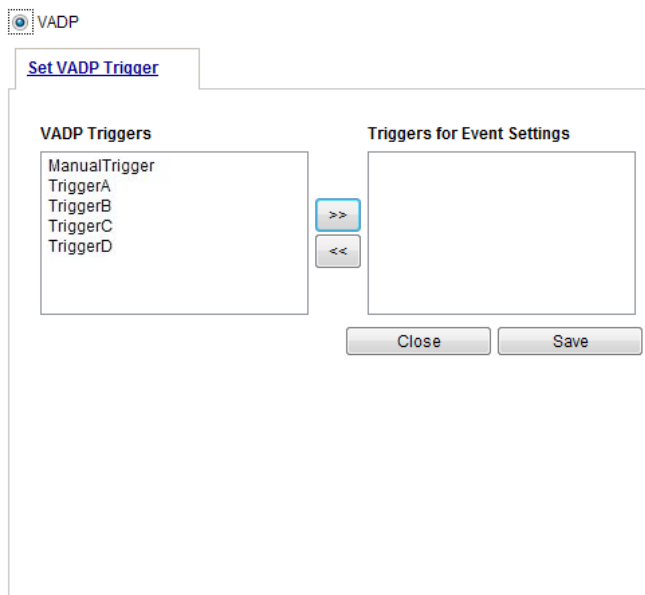 VADP
Set VADP Trigger
VADP Triggers
Triggers for Event Settings
ManualTrigger
TriggerA
TriggerB
TriggerC
TriggerD
>>
<<
Close
Save